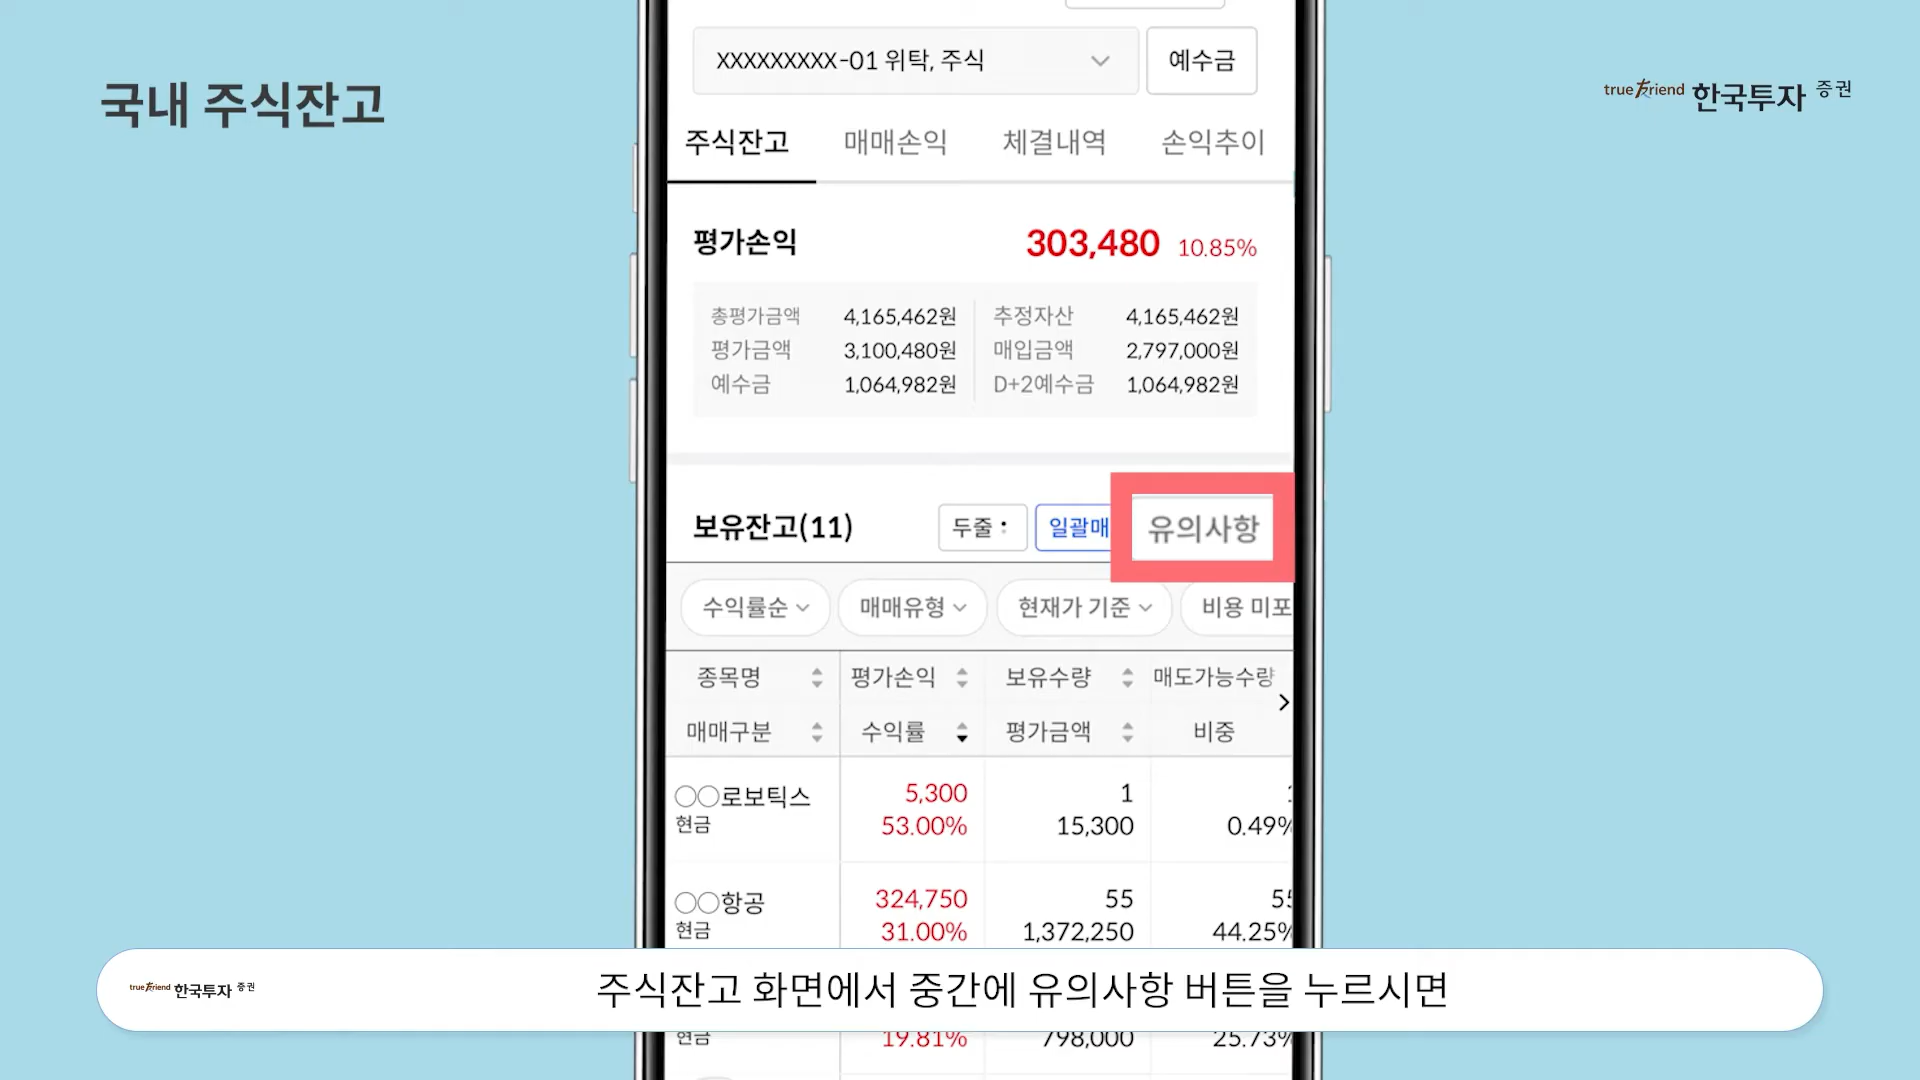 국내 주식잔고
true friend 한국투자 증권
XXXXXXXXX-01 위탁, 주식
예수금
주식잔고 매매손익 체결내역 손익추이
평가손익 303,480 10.85%
총평가금액 4,165,462원 추정자산 4,165,462원
평가금액 3,100,480원 매입금액 2,797,000원
예수금 1,064,982원 D+2예수금 1,064,982원
보유잔고(11) 두줄 : 일괄매 유의사항
수익률순 매매유형 현재가 기준 비용 미포
종목명 평가손익 보유수량 매도가능수량
매매구분 수익률 평가금액 비중
○○로보틱스 5,300 1
현금 53.00% 15,300 0.49%
○○항공 324,750 55 55
현금 31.00% 1,372,250 44.25%
true friend 한국투자 증권
주식잔고 화면에서 중간에 유의사항 버튼을 누르시면
현금 19.81% 798,000 25.73%